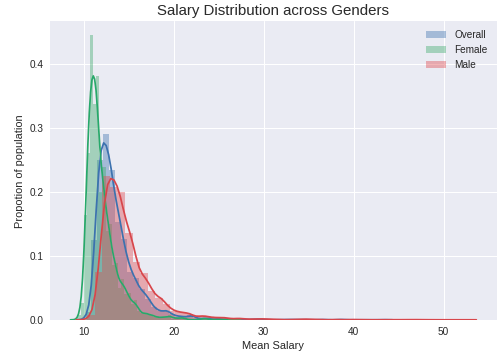 Salary Distribution across Genders
Overall
Female
Male
0.4
0.3
0.2
0.1
0.0
Propotion of population
10 20 30 40 50
Mean Salary